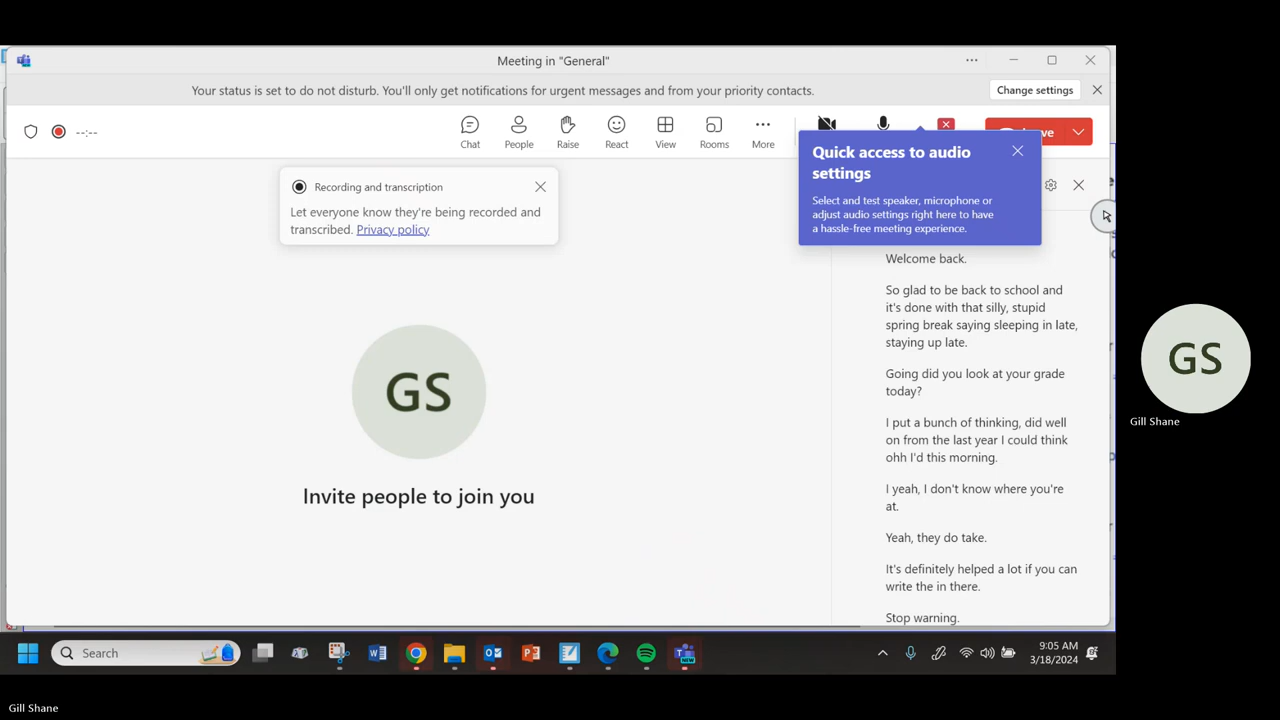 Meeting in "General"
Your status is set to do not disturb. You'll only get notifications for urgent messages and from your priority contacts.
Change settings
--:--
Chat
People
Raise
React
View
Rooms
More
Quick access to audio
settings
Select and test speaker, microphone or
adjust audio settings right here to have
a hassle-free meeting experience.
Recording and transcription
Let everyone know they're being recorded and
transcribed. Privacy policy
GS
Invite people to join you
Welcome back.
So glad to be back to school and
it's done with that silly, stupid
spring break saying sleeping in late,
staying up late.
Going did you look at your grade
today?
I put a bunch of thinking, did well
on from the last year I could think
ohh I'd this morning.
I yeah, I don't know where you're
at.
Yeah, they do take.
It's definitely helped a lot if you can
write the in there.
Stop warning.
GS
Gill Shane
Search
9:05 AM
3/18/2024
Gill Shane